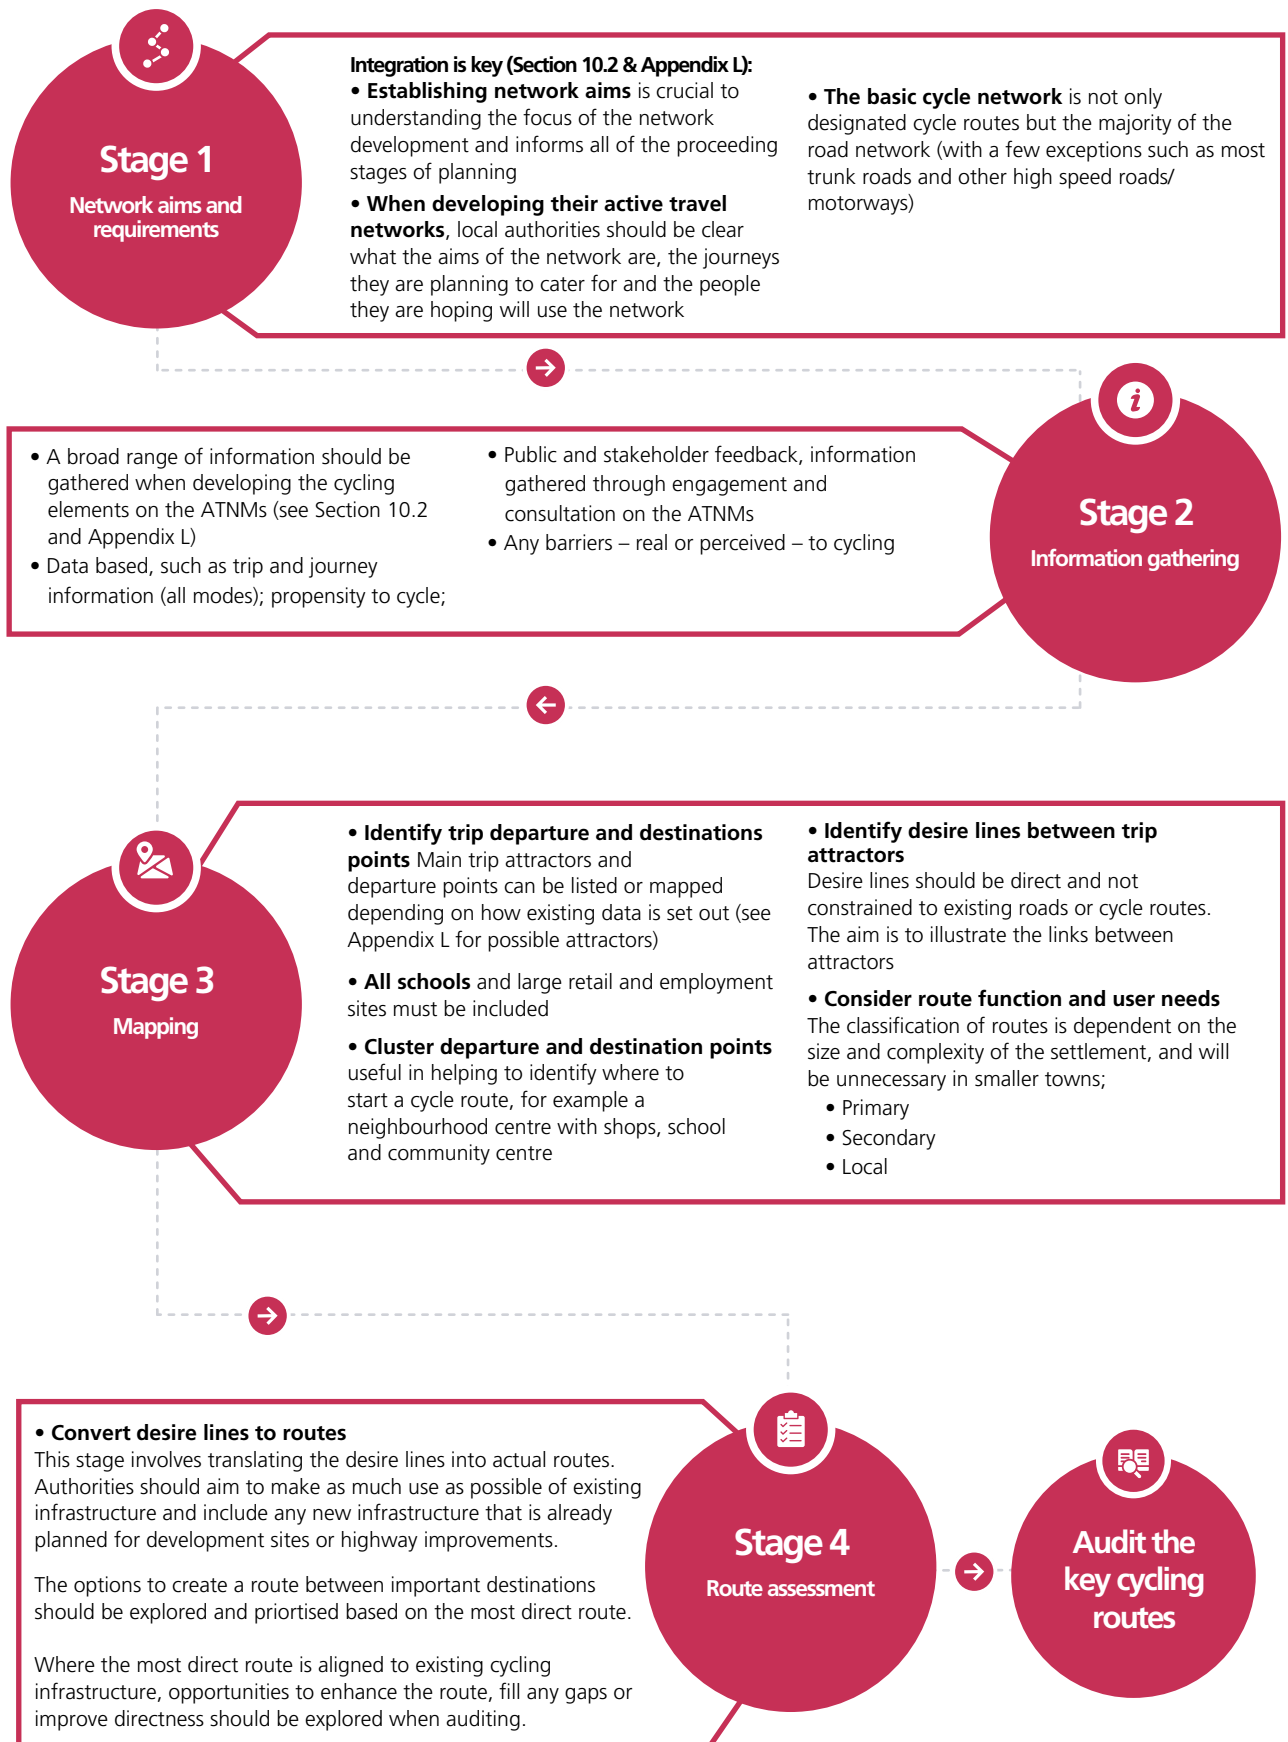 Stage 1
Network aims and
requirements
Integration is key (Section 10.2 & Appendix L):
• Establishing network aims is crucial to
understanding the focus of the network
development and informs all of the proceeding
stages of planning
• When developing their active travel
networks, local authorities should be clear
what the aims of the network are, the journeys
they are planning to cater for and the people
they are hoping will use the network
• The basic cycle network is not only
designated cycle routes but the majority of the
road network (with a few exceptions such as most
trunk roads and other high speed roads/
motorways)
• A broad range of information should be
gathered when developing the cycling
elements on the ATNMs (see Section 10.2
and Appendix L)
• Data based, such as trip and journey
information (all modes); propensity to cycle;
• Public and stakeholder feedback, information
gathered through engagement and
consultation on the ATNMs
• Any barriers – real or perceived – to cycling
i
Stage 2
Information gathering
Stage 3
Mapping
• Identify trip departure and destinations
points Main trip attractors and
departure points can be listed or mapped
depending on how existing data is set out (see
Appendix L for possible attractors)
• All schools and large retail and employment
sites must be included
• Cluster departure and destination points
useful in helping to identify where to
start a cycle route, for example a
neighbourhood centre with shops, school
and community centre
• Identify desire lines between trip
attractors
Desire lines should be direct and not
constrained to existing roads or cycle routes.
The aim is to illustrate the links between
attractors
• Consider route function and user needs
The classification of routes is dependent on the
size and complexity of the settlement, and will
be unnecessary in smaller towns;
• Primary
• Secondary
• Local
• Convert desire lines to routes
This stage involves translating the desire lines into actual routes.
Authorities should aim to make as much use as possible of existing
infrastructure and include any new infrastructure that is already
planned for development sites or highway improvements.
The options to create a route between important destinations
should be explored and priortised based on the most direct route.
Where the most direct route is aligned to existing cycling
infrastructure, opportunities to enhance the route, fill any gaps or
improve directness should be explored when auditing.
Stage 4
Route assessment
Audit the
key cycling
routes